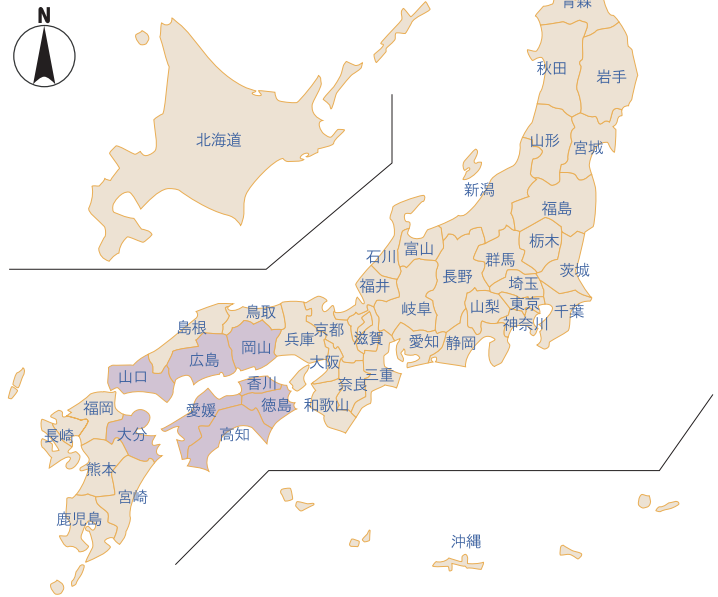 N
青森
秋田
岩手
北海道
山形
宮城
新潟
福島
栃木
石川
富山
群馬
茨城
長野
福井
埼玉
岐阜
山梨
東京
千葉
神奈川
鳥取
島根
京都
兵庫
滋賀
愛知
静岡
岡山
広島
大阪
山口
三重
奈良
香川
和歌山
徳島
愛媛
福岡
高知
大分
長崎
熊本
宮崎
鹿児島
沖縄